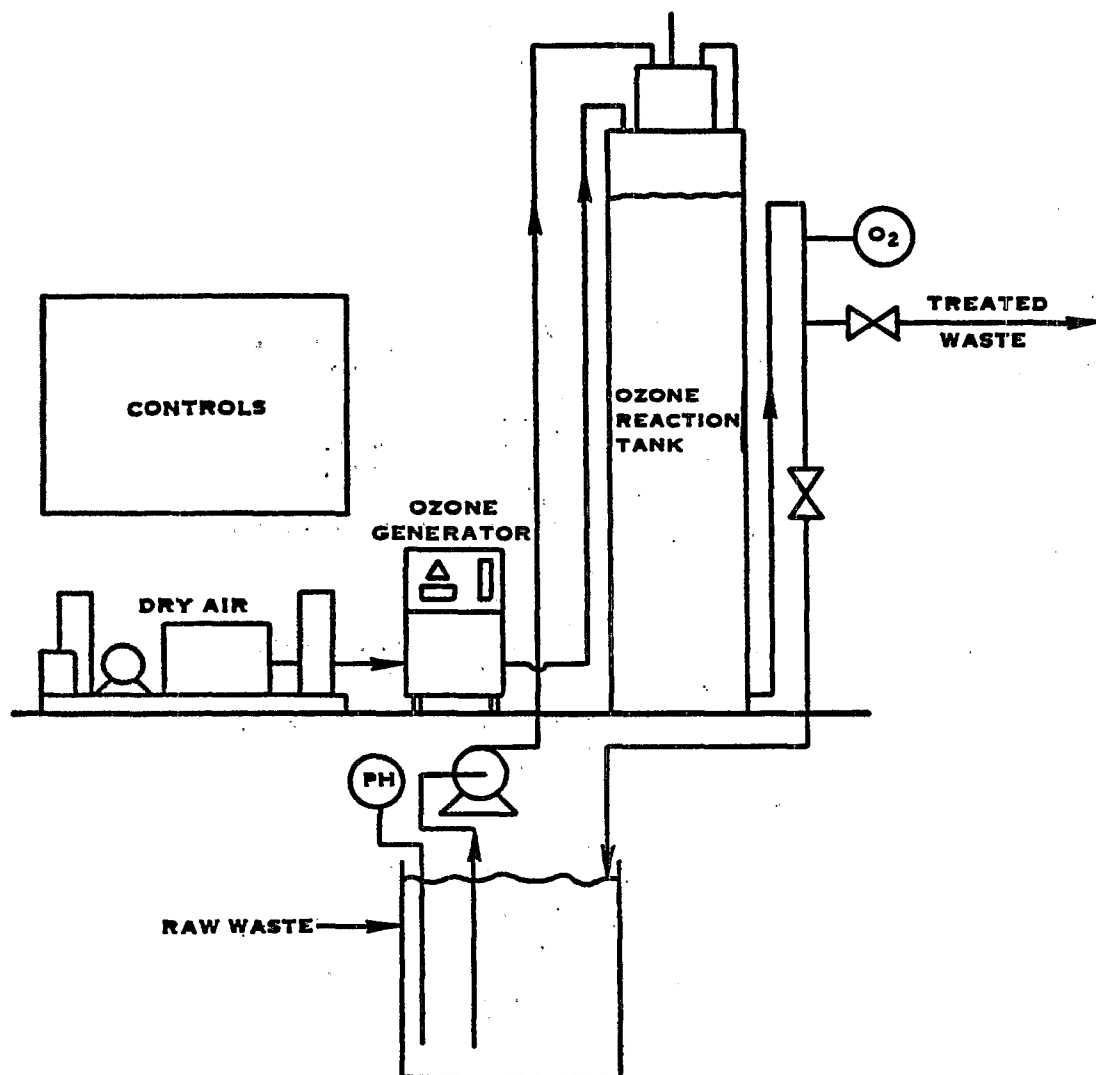 O2
TREATED
WASTE
CONTROLS
OZONE
REACTION
TANK
OZONE
GENERATOR
DRY AIR
PH
RAW WASTE